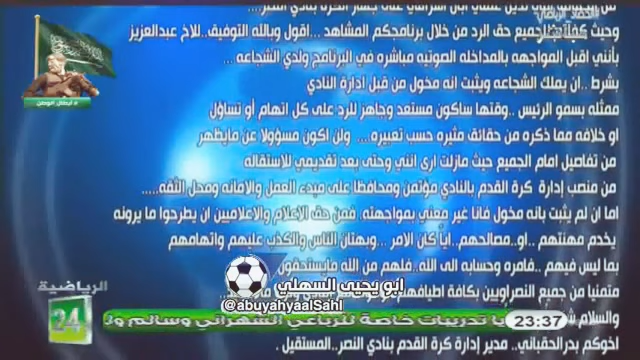 وحيث كفلتم للجميع حق الرد من خلال برنامجكم المشاهد ...اقول وبالله التوفيق..للاخ عبدالعزيز
بأنني اقبل المواجهه بالمداخله الصوتيه مباشره في البرنامج ولدي الشجاعه ...
بشرط .. ان يملك الشجاعه ويثبت انه مخول من قبل ادارة النادي
ممثله بسمو الرئيس ..وقتها ساكون مستعد وجاهز للرد على كل اتهام أو تساؤل
او خلافه مما ذكره من حقائق مثيره حسب تعبيره... ولن اكون مسؤولا عن مايظهر
من تفاصيل امام الجميع حيث مازلت ارى انني وحتى بعد تقديمي للاستقاله
من منصب إدارة كرة القدم بالنادي مؤتمن ومحافظا على مبدء العمل والامانه ومحل الثقه.....
اما ان لم يثبت بانه مخول فانا غير معني بمواجهته. فمن حق الإعلام والاعلاميين ان يطرحوا ما يرونه
يخدم مهنتهم ..او..مصالحهم..أياً كان الامر ...وبهتان الناس والكذب عليهم واتهامهم
بما ليس فيهم ..فامره وحسابه الى الله..فلهم من الله مايستحقون
متمنيا من جميع النصراويين بكافة اطيافهم
والسلام
اخوكم بدر الحقباني.. مدير إدارة كرة القدم بنادي النصر..المستقيل .
# أبطال_الوطن
ابو يحيى السهلي
@abuyahyaalSahl
الرياضية
24
23:37
يا تدريبات خاصة للرباعي الشهراني وسالم ول